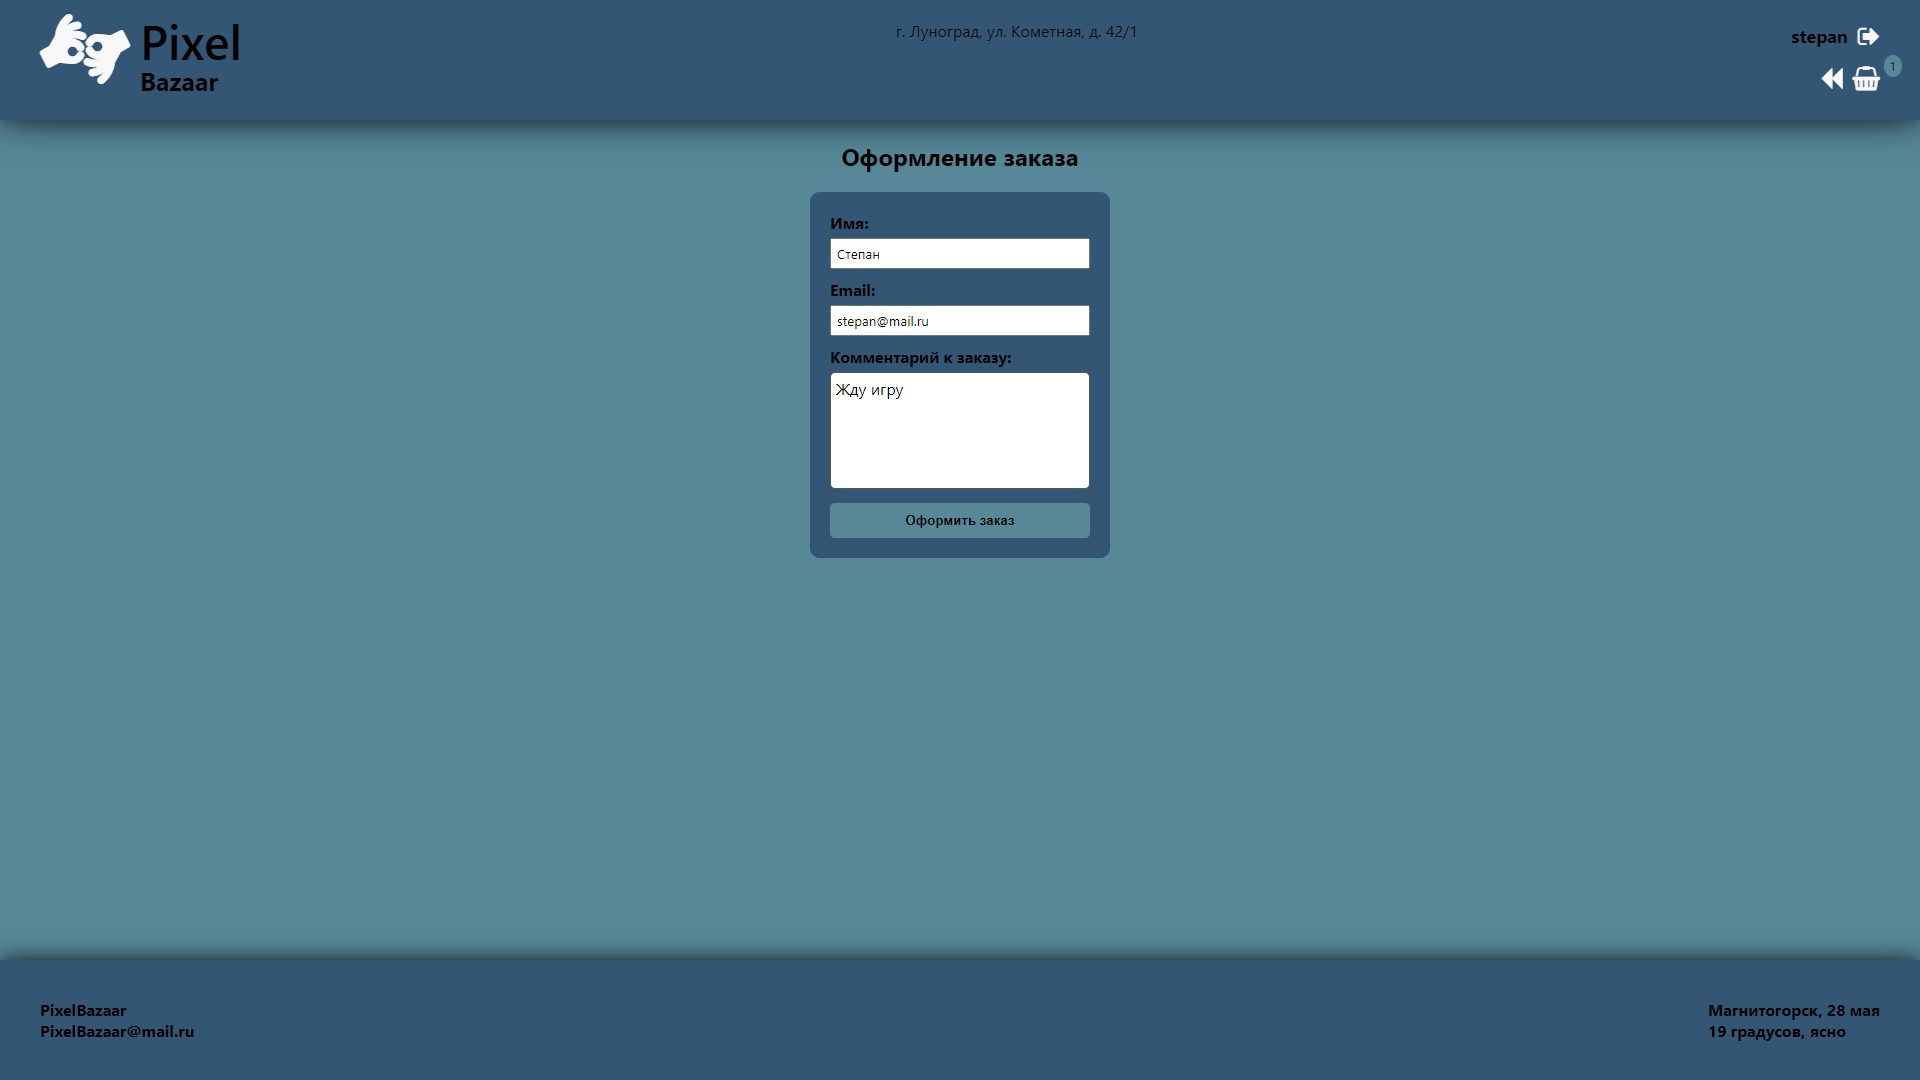 Pixel
Bazaar
г. Луноград, ул. Кометная, д. 42/1
stepan
1
Оформление заказа
Имя:
Степан
Email:
stepan@mail.ru
Комментарий к заказу:
Жду игру
Оформить заказ
PixelBazaar
PixelBazaar@mail.ru
Магнитогорск, 28 мая
19 градусов, ясно